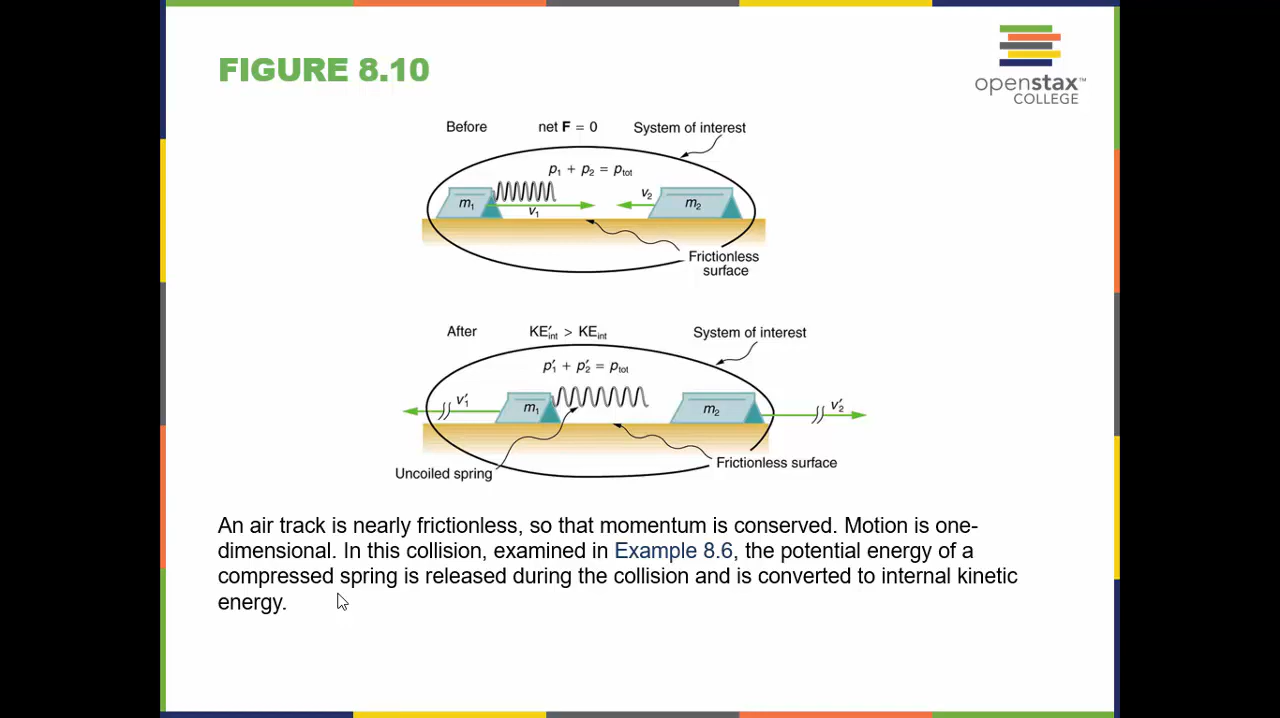 FIGURE 8.10
openstax™
COLLEGE
Before net F = 0 System of interest
p₁ + p₂ = pₜₒₜ
m₁ v₁ v₂ m₂
Frictionless
surface
After KE′ᵢₙₜ > KEᵢₙₜ System of interest
p′₁ + p′₂ = pₜₒₜ
v′₁ m₁ m₂ v′₂
Uncoiled spring Frictionless surface
An air track is nearly frictionless, so that momentum is conserved. Motion is one-
dimensional. In this collision, examined in Example 8.6, the potential energy of a
compressed spring is released during the collision and is converted to internal kinetic
energy.